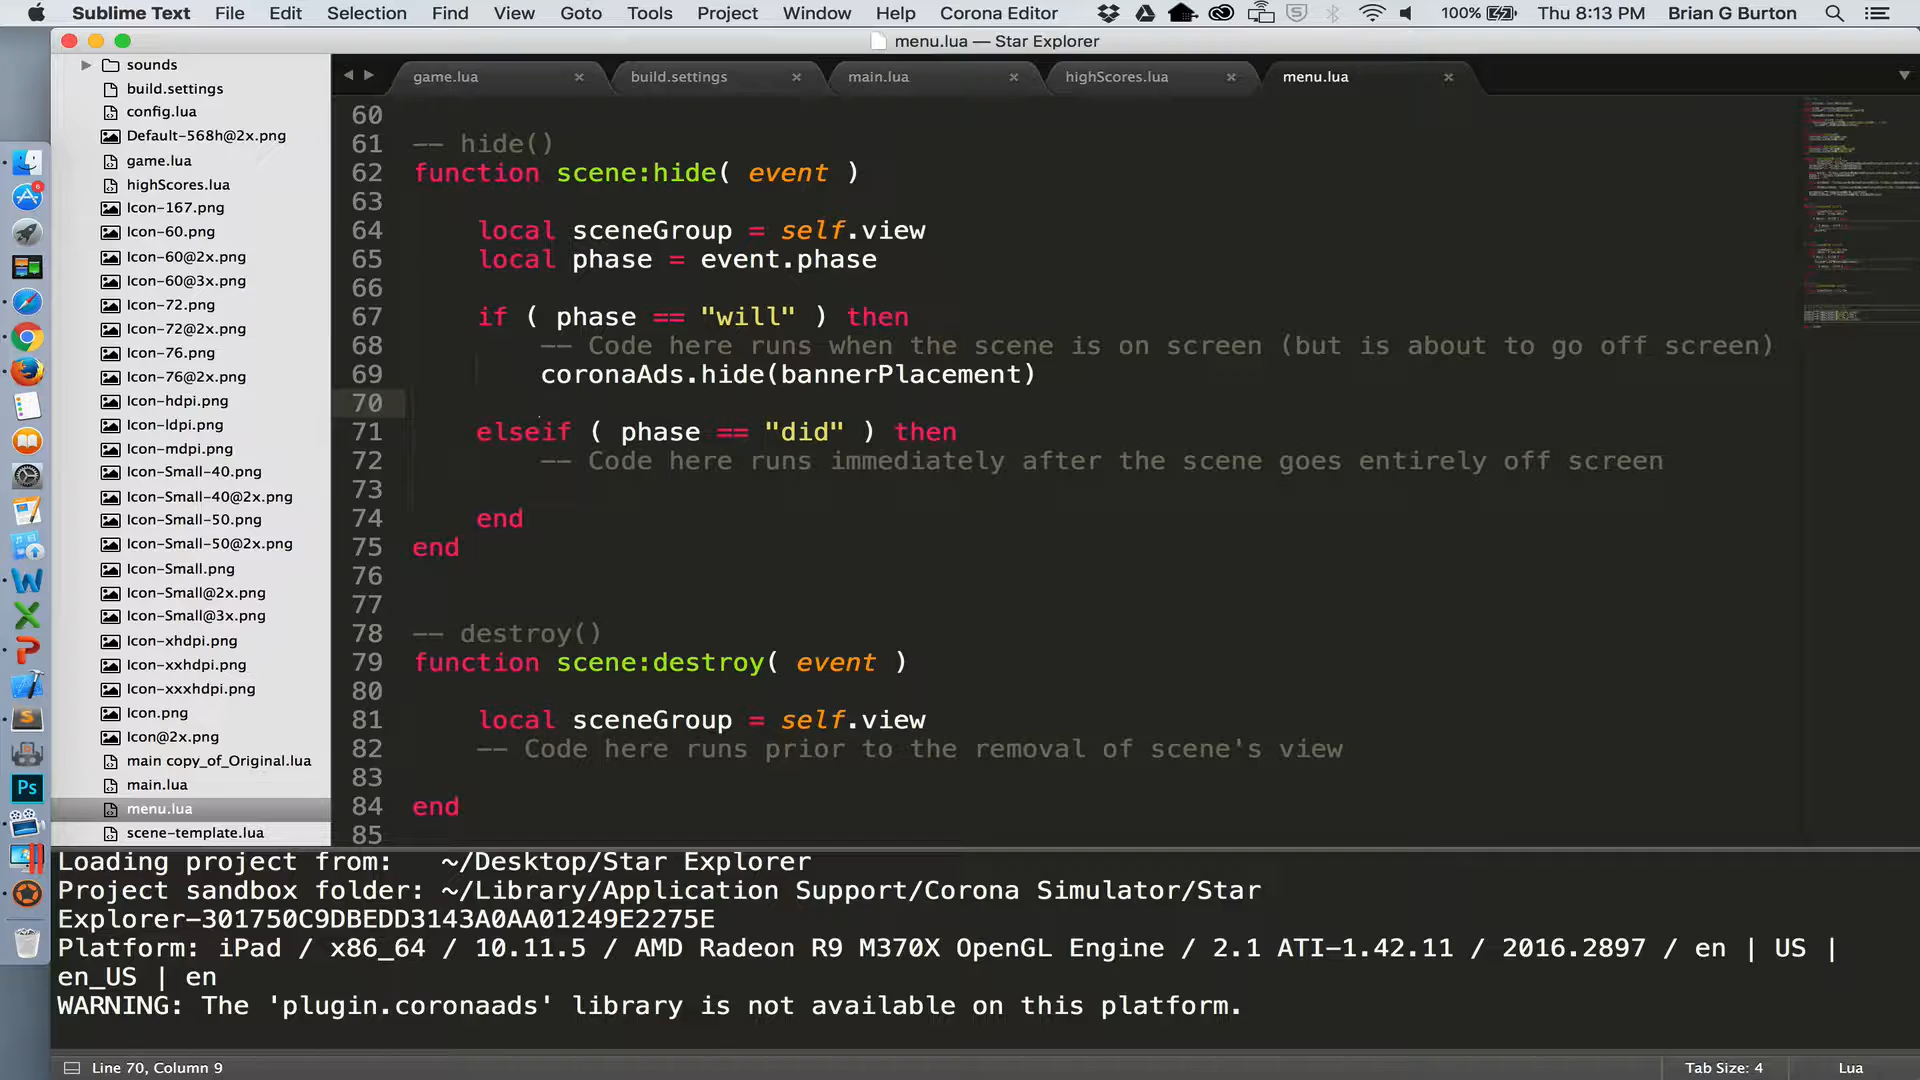 Sublime Text File Edit Selection Find View Goto Tools Project Window Help Corona Editor 100% Thu 8:13 PM Brian G Burton
menu.lua — Star Explorer
game.lua build.settings main.lua highScores.lua menu.lua
sounds
build.settings
config.lua
Default-568h@2x.png
game.lua
highScores.lua
Icon-167.png
Icon-60.png
Icon-60@2x.png
Icon-60@3x.png
Icon-72.png
Icon-72@2x.png
Icon-76.png
Icon-76@2x.png
Icon-hdpi.png
Icon-ldpi.png
Icon-mdpi.png
Icon-Small-40.png
Icon-Small-40@2x.png
Icon-Small-50.png
Icon-Small-50@2x.png
Icon-Small.png
Icon-Small@2x.png
Icon-Small@3x.png
Icon-xhdpi.png
Icon-xxhdpi.png
Icon-xxxhdpi.png
Icon.png
Icon@2x.png
main copy_of_Original.lua
main.lua
menu.lua
scene-template.lua
60
61 -- hide()
62 function scene:hide( event )
63
64 local sceneGroup = self.view
65 local phase = event.phase
66
67 if ( phase == "will" ) then
68 -- Code here runs when the scene is on screen (but is about to go off screen)
69 coronaAds.hide(bannerPlacement)
70
71 elseif ( phase == "did" ) then
72 -- Code here runs immediately after the scene goes entirely off screen
73
74 end
75 end
76
77
78 -- destroy()
79 function scene:destroy( event )
80
81 local sceneGroup = self.view
82 -- Code here runs prior to the removal of scene's view
83
84 end
85
Loading project from: ~/Desktop/Star Explorer
Project sandbox folder: ~/Library/Application Support/Corona Simulator/Star
Explorer-301750C9DBEDD3143A0AA01249E2275E
Platform: iPad / x86_64 / 10.11.5 / AMD Radeon R9 M370X OpenGL Engine / 2.1 ATI-1.42.11 / 2016.2897 / en | US |
en_US | en
WARNING: The 'plugin.coronaads' library is not available on this platform.
Line 70, Column 9 Tab Size: 4 Lua